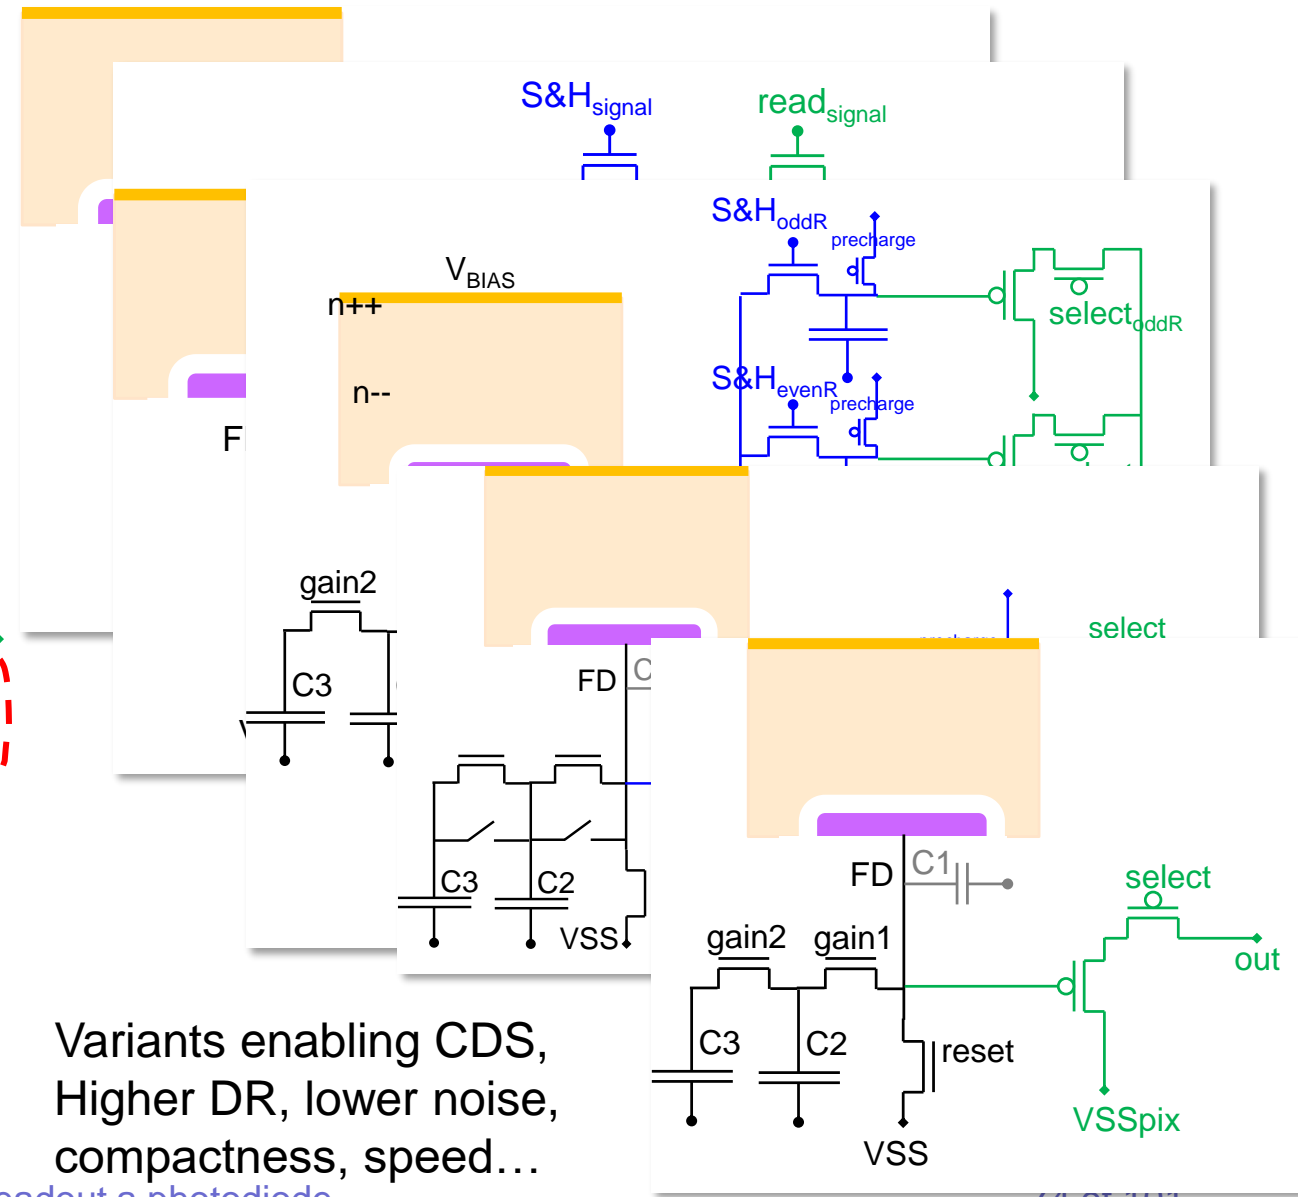 S&Hsignal
readsignal
S&HoddR
precharge
VBIAS
n++
selectoddR
n--
S&HevenR
precharge
gain2
select
C3
FD
C3
C2
VSS
FD
C1
select
gain2
gain1
out
C3
C2
reset
VSSpix
VSS
Variants enabling CDS,
Higher DR, lower noise,
compactness, speed…
a photodiode